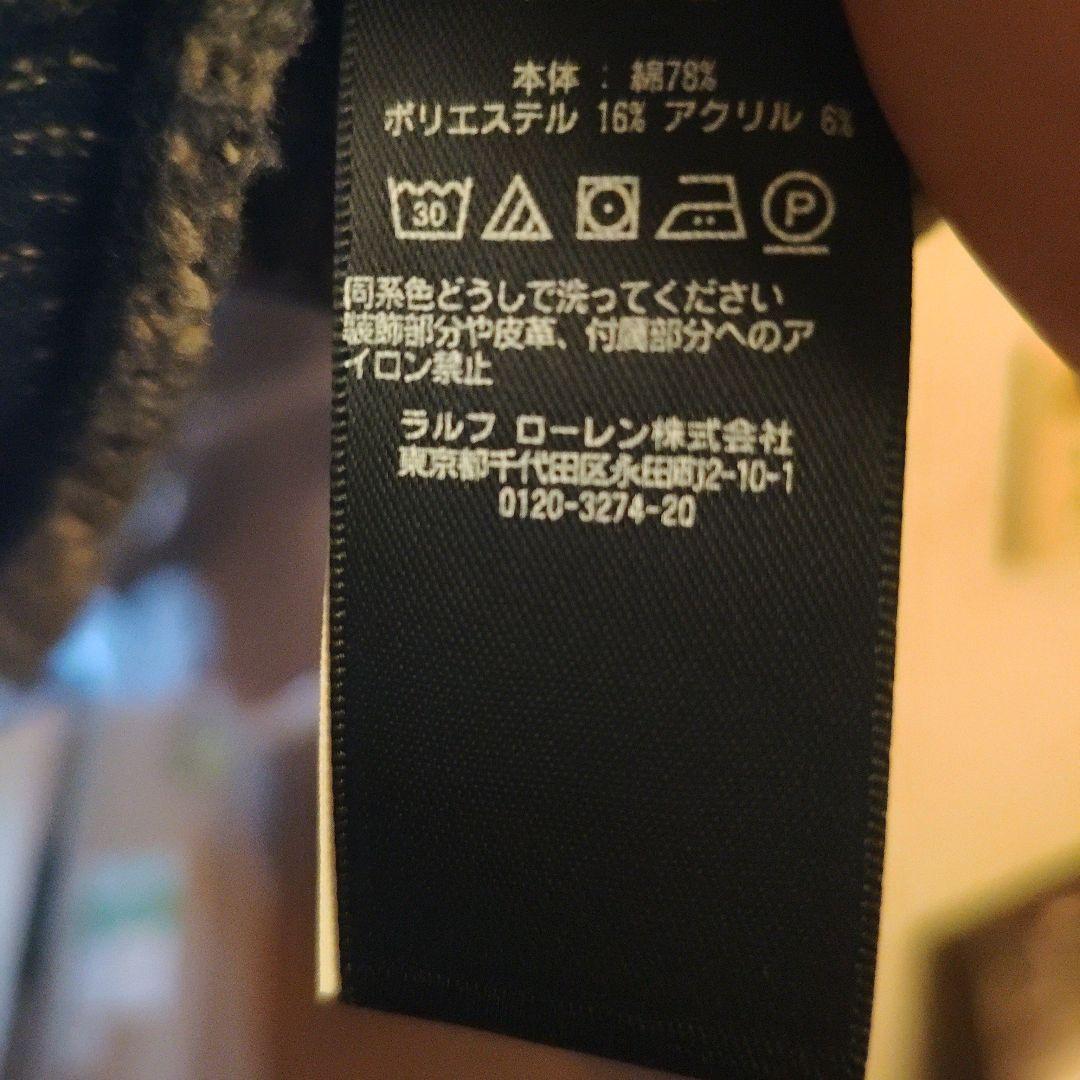 本体 : 綿78%
ポリエステル 16% アクリル 6%
30 P
同系色どうしで洗ってください
装飾部分や皮革、付属部分へのア
イロン禁止
ラルフ ローレン株式会社
東京都千代田区永田町2-10-1
0120-3274-20